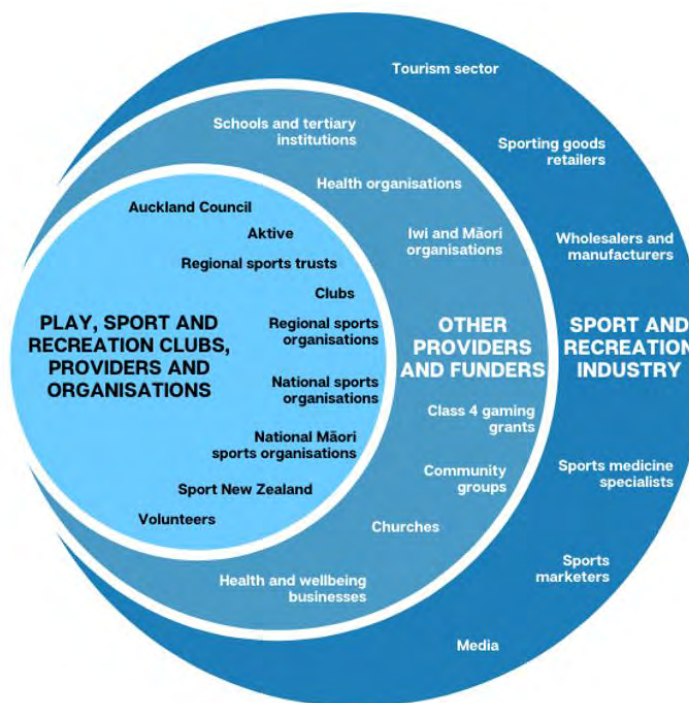 Tourism sector
Schools and tertiary
institutions
Sporting goods
retailers
Health organisations
Auckland Council
Aktive
Iwi and Māori
organisations
Wholesalers and
manufacturers
Regional sports trusts
Clubs
PLAY, SPORT AND
RECREATION CLUBS,
PROVIDERS AND
ORGANISATIONS
Regional sports
organisations
OTHER
PROVIDERS
AND FUNDERS
SPORT AND
RECREATION
INDUSTRY
National sports
organisations
Class 4 gaming
grants
National Māori
sports organisations
Community
groups
Sports medicine
specialists
Sport New Zealand
Volunteers
Churches
Health and wellbeing
businesses
Sports
marketers
Media